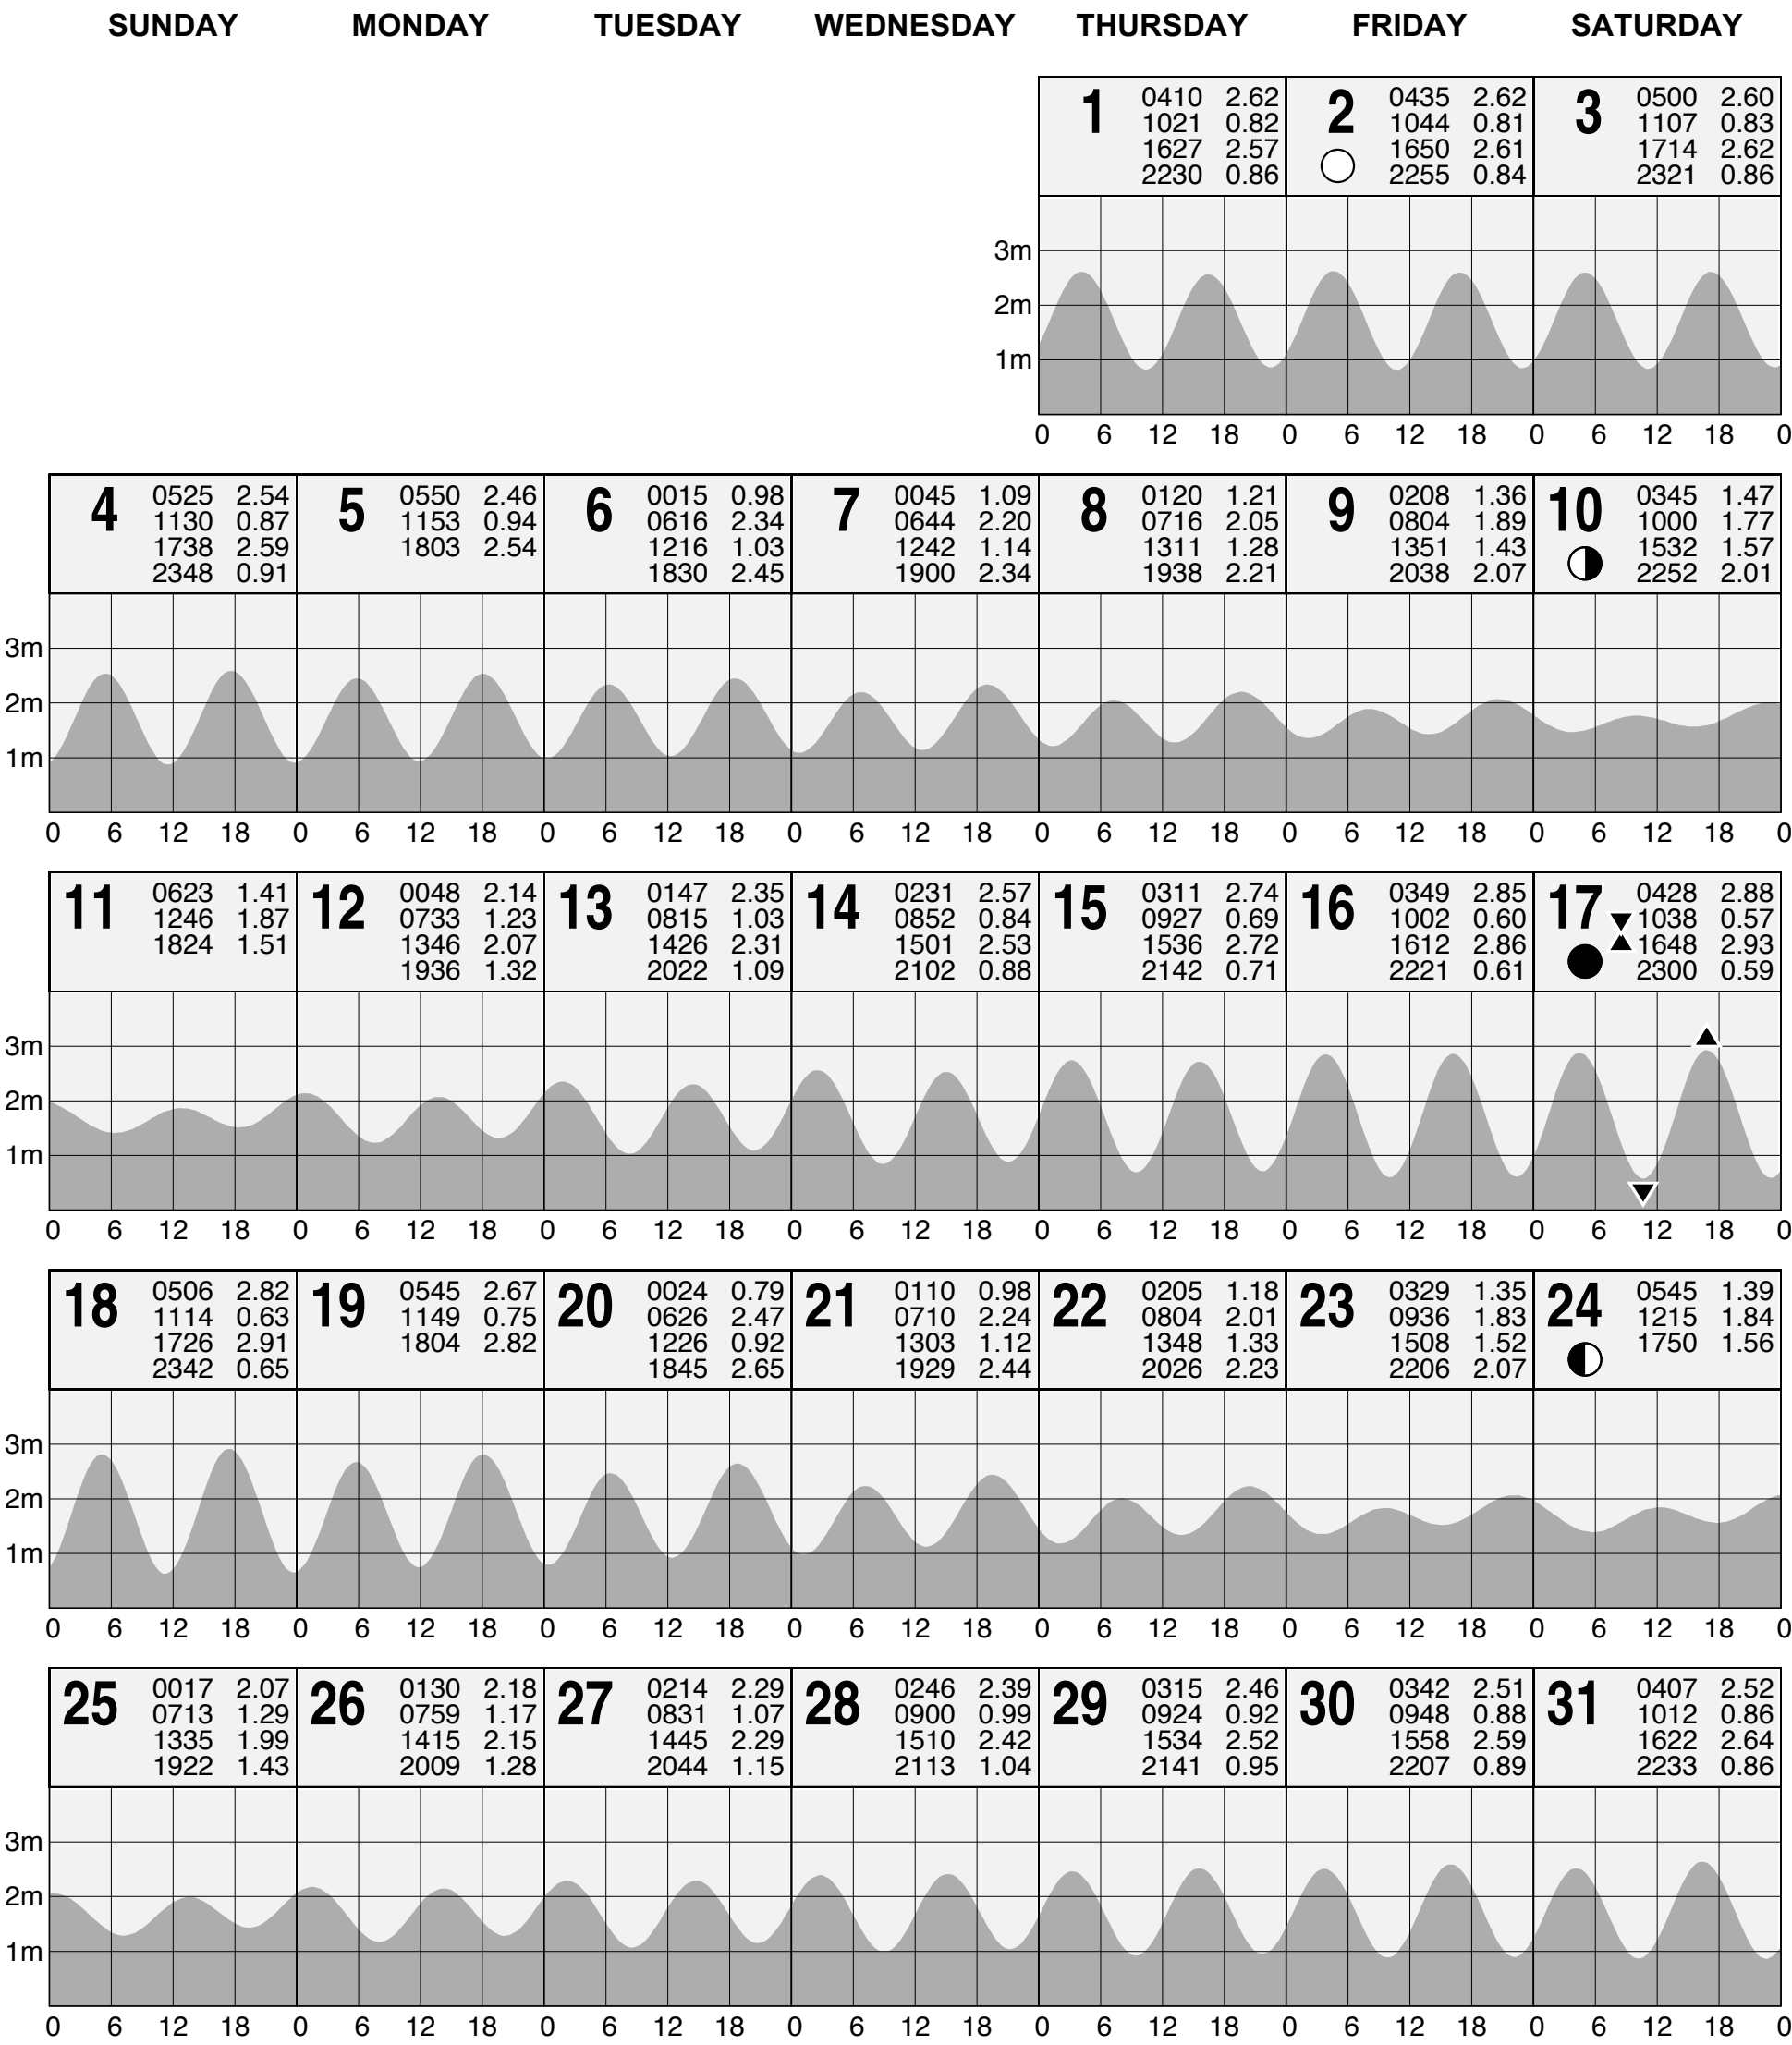 SUNDAY MONDAY TUESDAY WEDNESDAY THURSDAY FRIDAY SATURDAY
1 0410 2.62 2 0435 2.62 3 0500 2.60
1021 0.82 1044 0.81 1107 0.83
1627 2.57 1650 2.61 1714 2.62
2230 0.86 2255 0.84 2321 0.86
3m
2m
1m
0 6 12 18 0 6 12 18 0 6 12 18 0
4 0525 2.54 5 0550 2.46 6 0015 0.98 7 0045 1.09 8 0120 1.21 9 0208 1.36 10 0345 1.47
1130 0.87 1153 0.94 0616 2.34 0644 2.20 0716 2.05 0804 1.89 1000 1.77
1738 2.59 1803 2.54 1216 1.03 1242 1.14 1311 1.28 1351 1.43 1532 1.57
2348 0.91 1830 2.45 1900 2.34 1938 2.21 2038 2.07 2252 2.01
3m
2m
1m
0 6 12 18 0 6 12 18 0 6 12 18 0 6 12 18 0 6 12 18 0 6 12 18 0 6 12 18 0
11 0623 1.41 12 0048 2.14 13 0147 2.35 14 0231 2.57 15 0311 2.74 16 0349 2.85 17 0428 2.88
1246 1.87 0733 1.23 0815 1.03 0852 0.84 0927 0.69 1002 0.60 1038 0.57
1824 1.51 1346 2.07 1426 2.31 1501 2.53 1536 2.72 1612 2.86 1648 2.93
1936 1.32 2022 1.09 2102 0.88 2142 0.71 2221 0.61 2300 0.59
3m
2m
1m
0 6 12 18 0 6 12 18 0 6 12 18 0 6 12 18 0 6 12 18 0 6 12 18 0 6 12 18 0
18 0506 2.82 19 0545 2.67 20 0024 0.79 21 0110 0.98 22 0205 1.18 23 0329 1.35 24 0545 1.39
1114 0.63 1149 0.75 0626 2.47 0710 2.24 0804 2.01 0936 1.83 1215 1.84
1726 2.91 1804 2.82 1226 0.92 1303 1.12 1348 1.33 1508 1.52 1750 1.56
2342 0.65 1845 2.65 1929 2.44 2026 2.23 2206 2.07
3m
2m
1m
0 6 12 18 0 6 12 18 0 6 12 18 0 6 12 18 0 6 12 18 0 6 12 18 0 6 12 18 0
25 0017 2.07 26 0130 2.18 27 0214 2.29 28 0246 2.39 29 0315 2.46 30 0342 2.51 31 0407 2.52
0713 1.29 0759 1.17 0831 1.07 0900 0.99 0924 0.92 0948 0.88 1012 0.86
1335 1.99 1415 2.15 1445 2.29 1510 2.42 1534 2.52 1558 2.59 1622 2.64
1922 1.43 2009 1.28 2044 1.15 2113 1.04 2141 0.95 2207 0.89 2233 0.86
3m
2m
1m
0 6 12 18 0 6 12 18 0 6 12 18 0 6 12 18 0 6 12 18 0 6 12 18 0 6 12 18 0